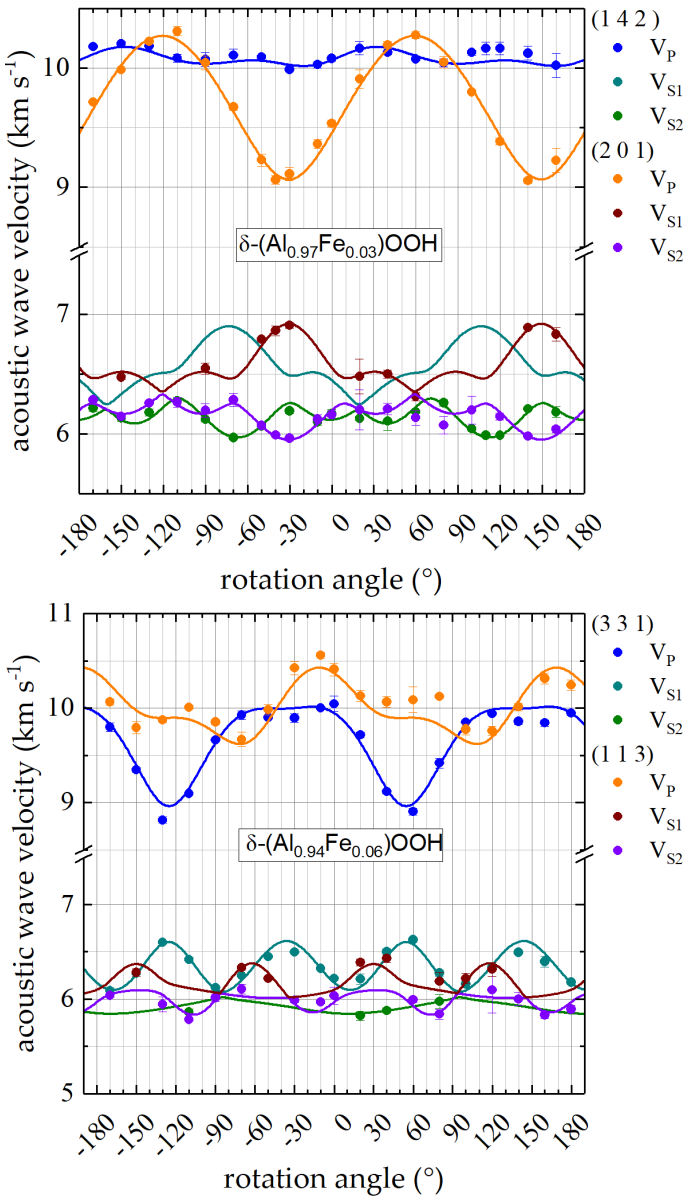 (1 4 2)
V_P
V_S1
V_S2
(2 0 1)
V_P
V_S1
V_S2
acoustic wave velocity (km s⁻¹)
10
9
7
6
δ-(Al₀.₉₇Fe₀.₀₃)OOH
-180 -150 -120 -90 -60 -30 0 30 60 90 120 150 180
rotation angle (°)
(3 3 1)
V_P
V_S1
V_S2
(1 1 3)
V_P
V_S1
V_S2
acoustic wave velocity (km s⁻¹)
11
10
9
7
6
5
δ-(Al₀.₉₄Fe₀.₀₆)OOH
-180 -150 -120 -90 -60 -30 0 30 60 90 120 150 180
rotation angle (°)